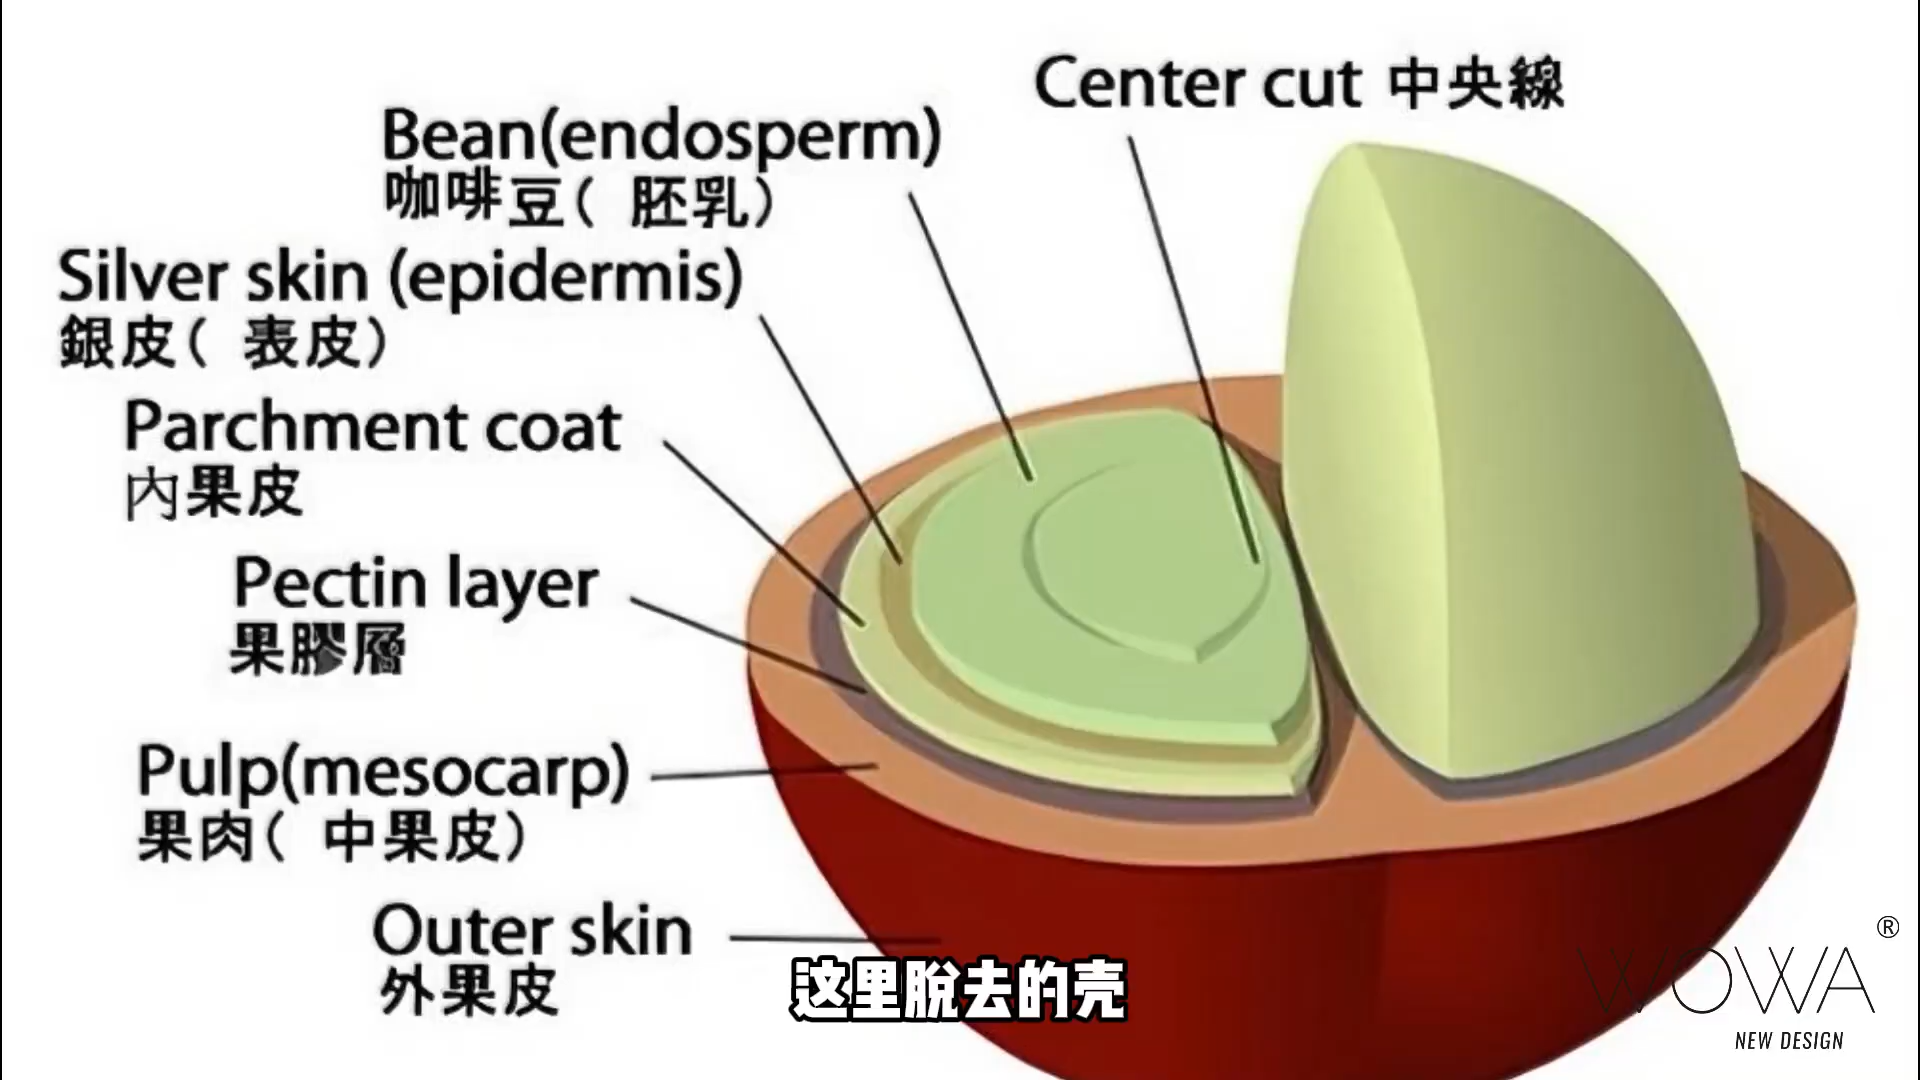 Center cut 中央線
Bean(endosperm)
咖啡豆( 胚乳)
Silver skin (epidermis)
銀皮( 表皮)
Parchment coat
內果皮
Pectin layer
果膠層
Pulp(mesocarp)
果肉( 中果皮)
Outer skin
外果皮
这里脱去的壳
WOWA®
NEW DESIGN